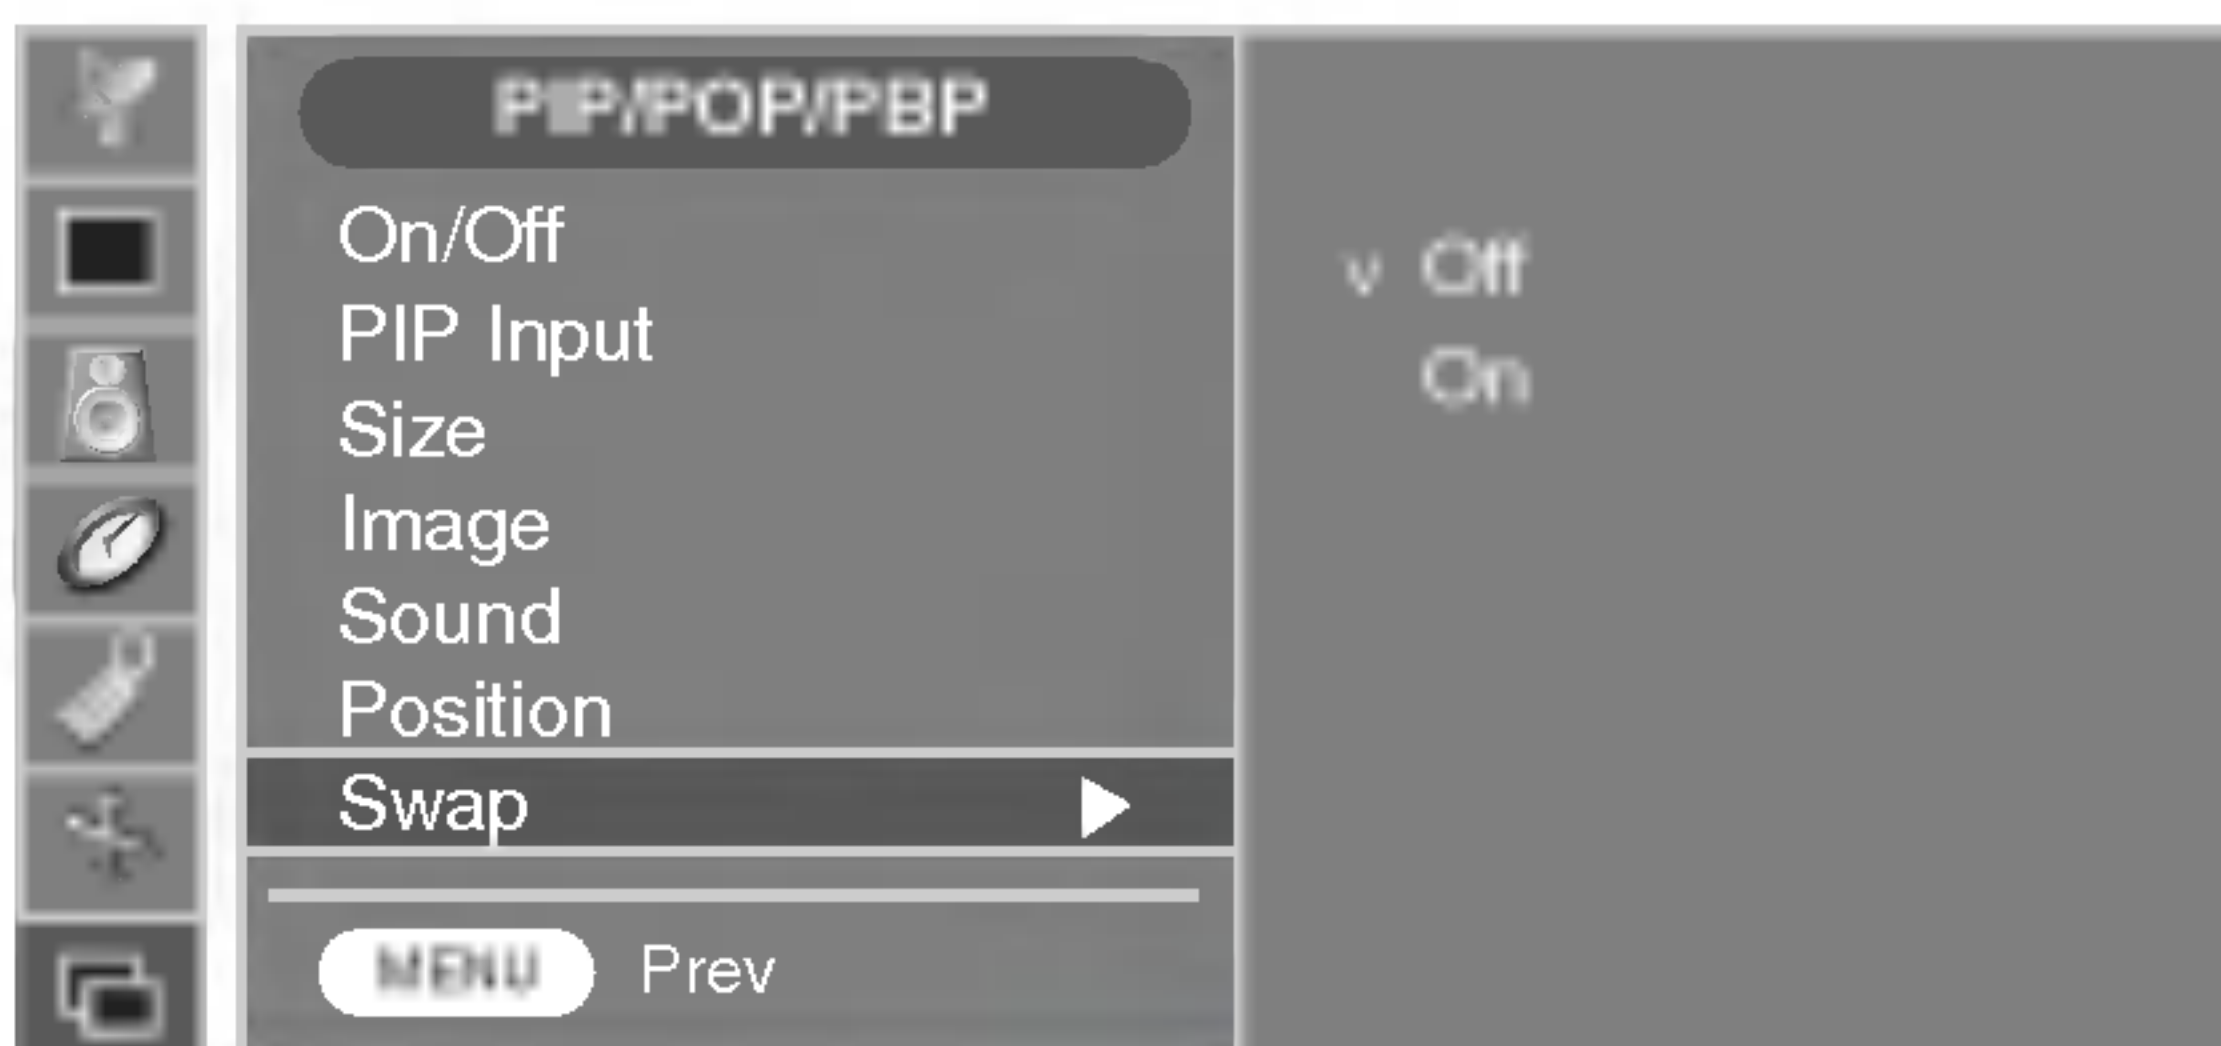 PIP/POP/PBP
On/Off
PIP Input
Size
Image
Sound
Position
Swap
MENU Prev
v Off
On